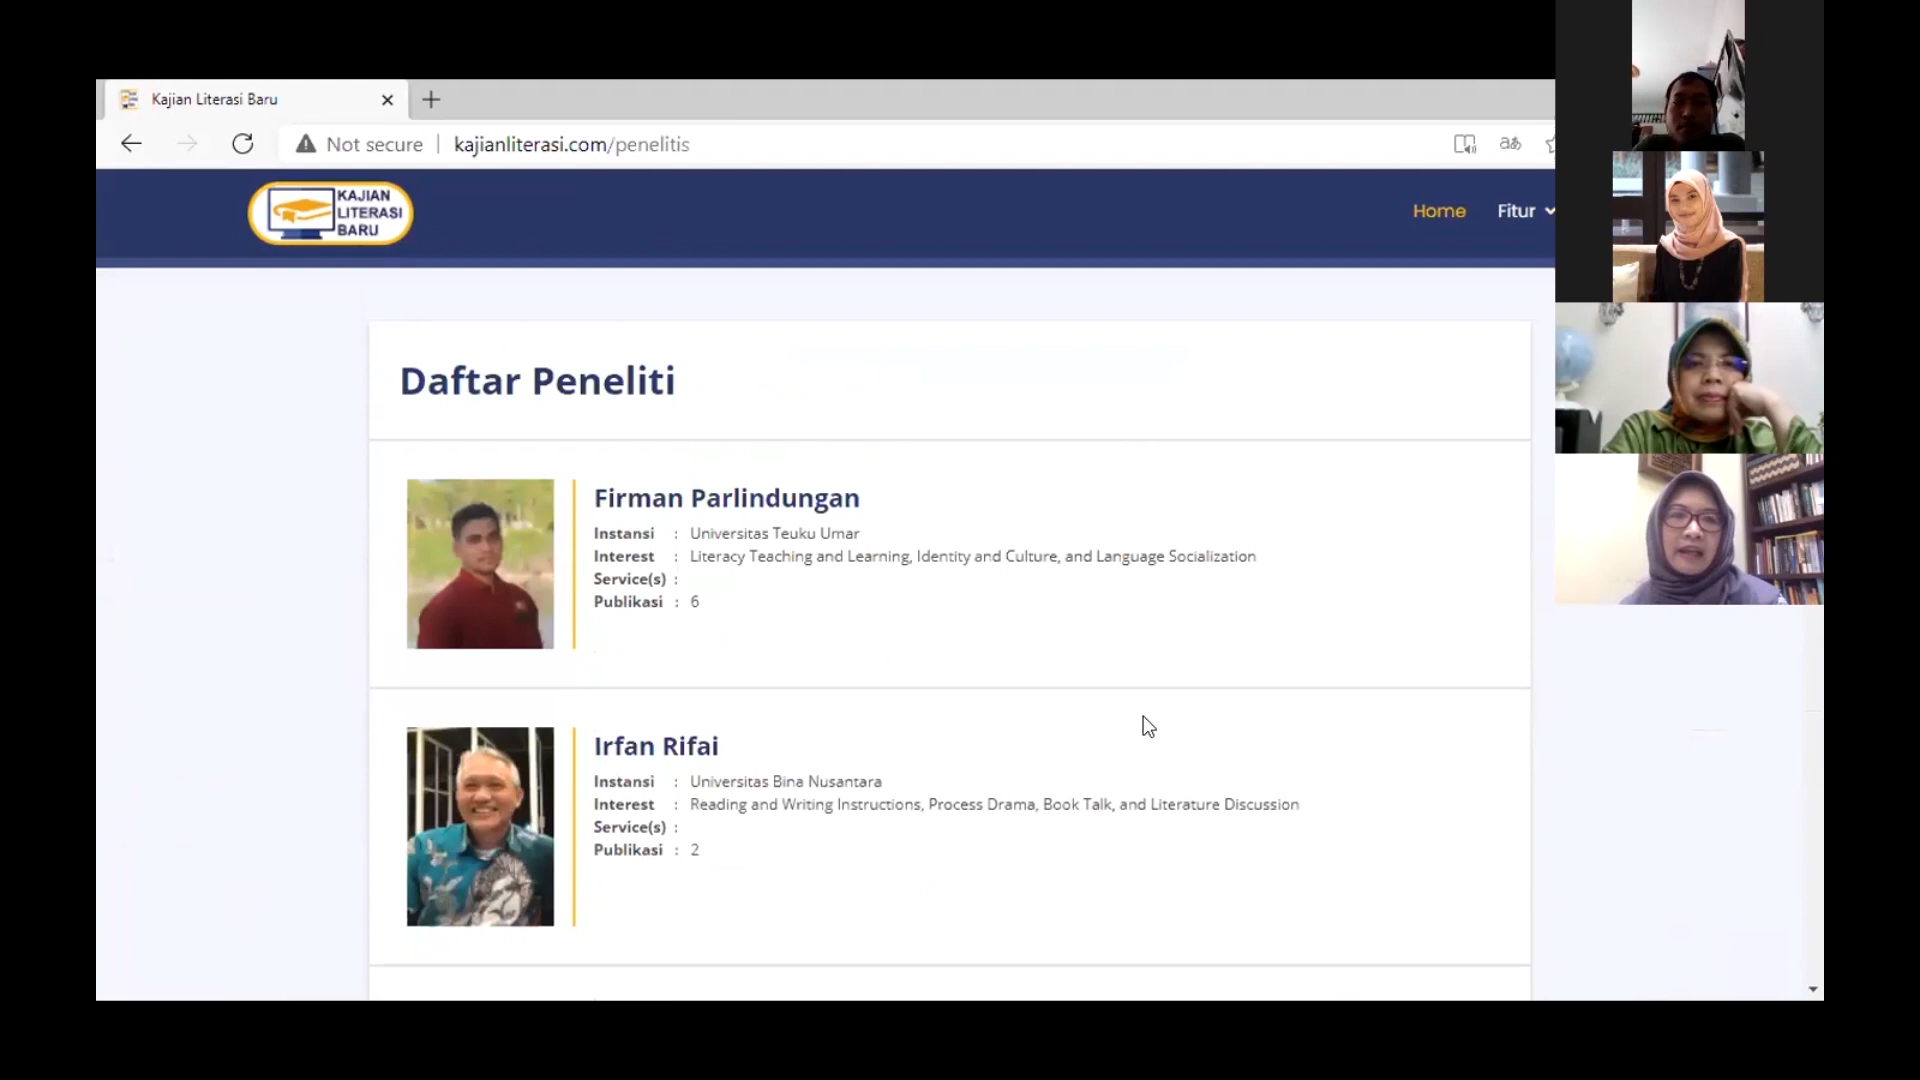 Kajian Literasi Baru
Not secure | kajianliterasi.com/penelitis
aあ
KAJIAN
LITERASI
BARU
Home Fitur
Daftar Peneliti
Firman Parlindungan
Instansi : Universitas Teuku Umar
Interest : Literacy Teaching and Learning, Identity and Culture, and Language Socialization
Service(s) :
Publikasi : 6
Irfan Rifai
Instansi : Universitas Bina Nusantara
Interest : Reading and Writing Instructions, Process Drama, Book Talk, and Literature Discussion
Service(s) :
Publikasi : 2